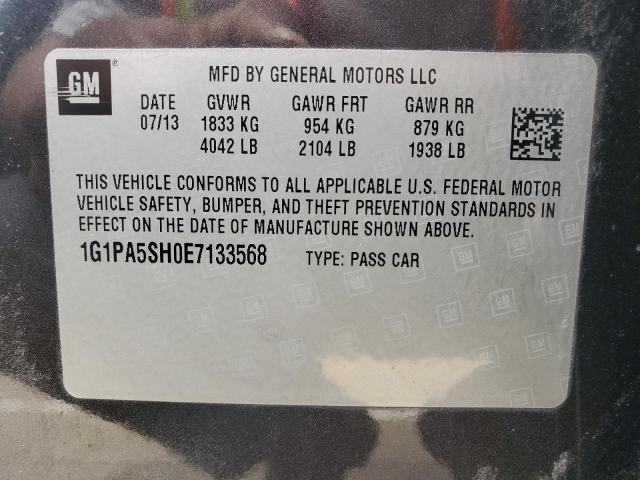 GM ®
MFD BY GENERAL MOTORS LLC
DATE GVWR GAWR FRT GAWR RR
07/13 1833 KG 954 KG 879 KG
4042 LB 2104 LB 1938 LB
THIS VEHICLE CONFORMS TO ALL APPLICABLE U.S. FEDERAL MOTOR
VEHICLE SAFETY, BUMPER, AND THEFT PREVENTION STANDARDS IN
EFFECT ON THE DATE OF MANUFACTURE SHOWN ABOVE.
1G1PA5SH0E7133568 TYPE: PASS CAR